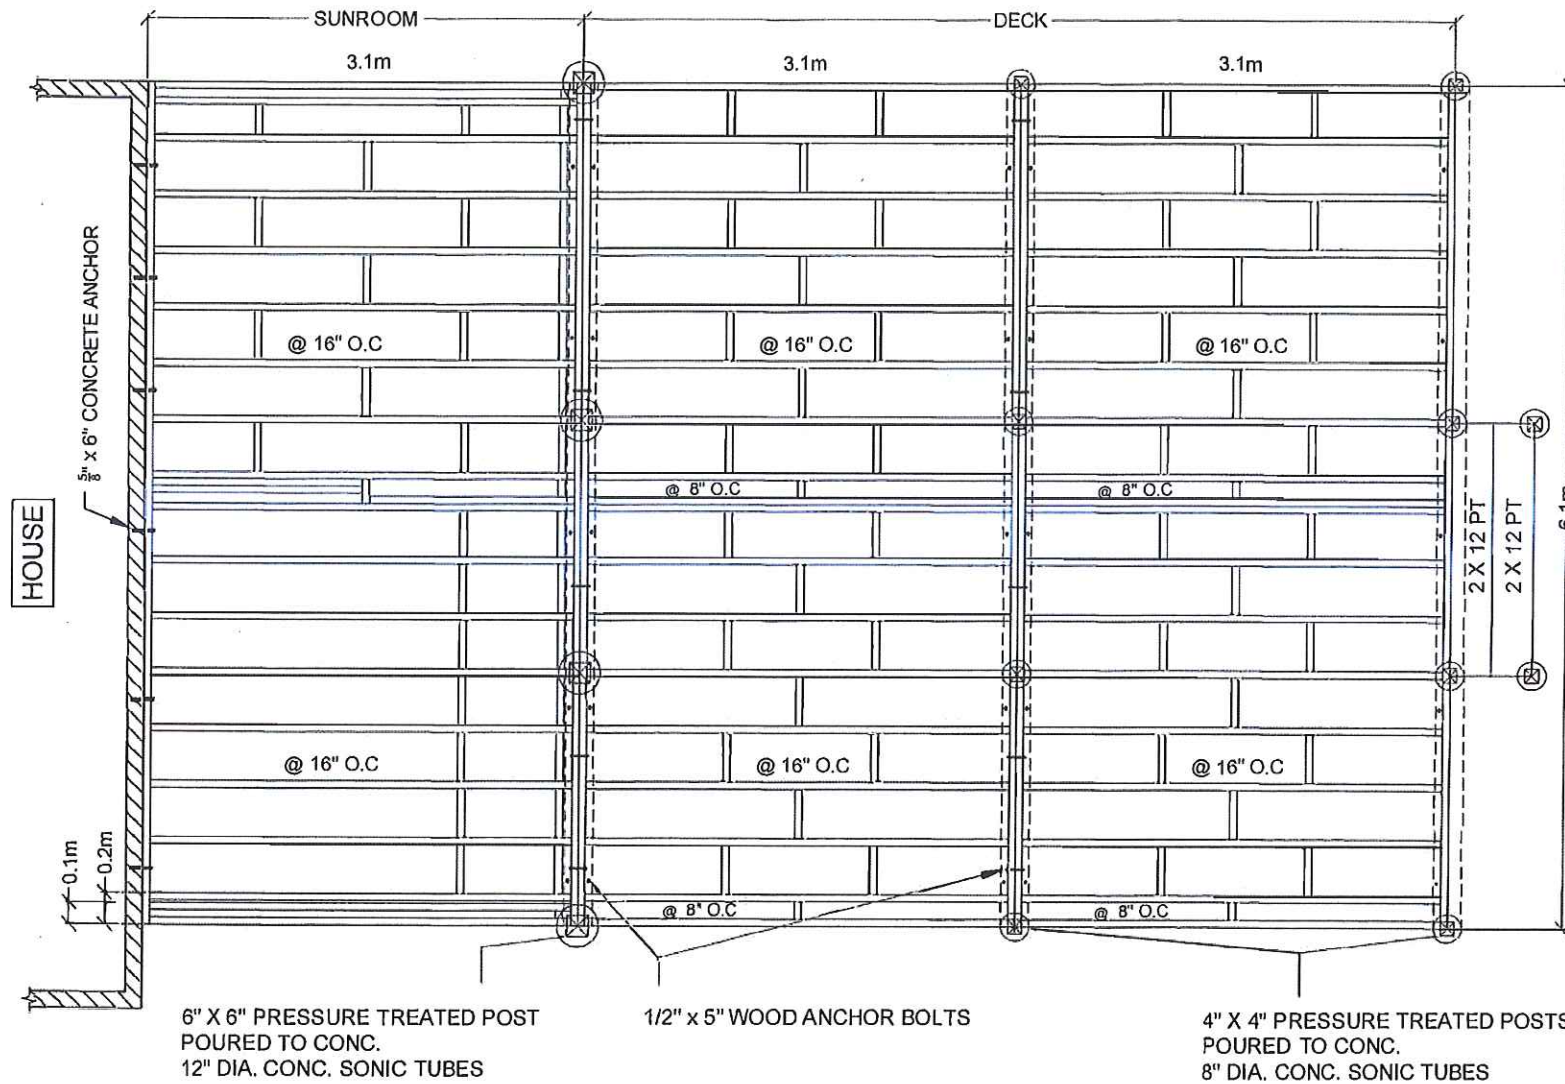 SUNROOM
DECK
3.1m
3.1m
3.1m
5/8" x 6" CONCRETE ANCHOR
HOUSE
@ 16" O.C
@ 16" O.C
@ 16" O.C
@ 8" O.C
@ 8" O.C
2 X 12 PT
2 X 12 PT
6.1m
@ 16" O.C
@ 16" O.C
@ 16" O.C
0.1m
0.2m
@ 8" O.C
@ 8" O.C
6" X 6" PRESSURE TREATED POST
POURED TO CONC.
12" DIA. CONC. SONIC TUBES
1/2" x 5" WOOD ANCHOR BOLTS
4" X 4" PRESSURE TREATED POSTS
POURED TO CONC.
8" DIA. CONC. SONIC TUBES